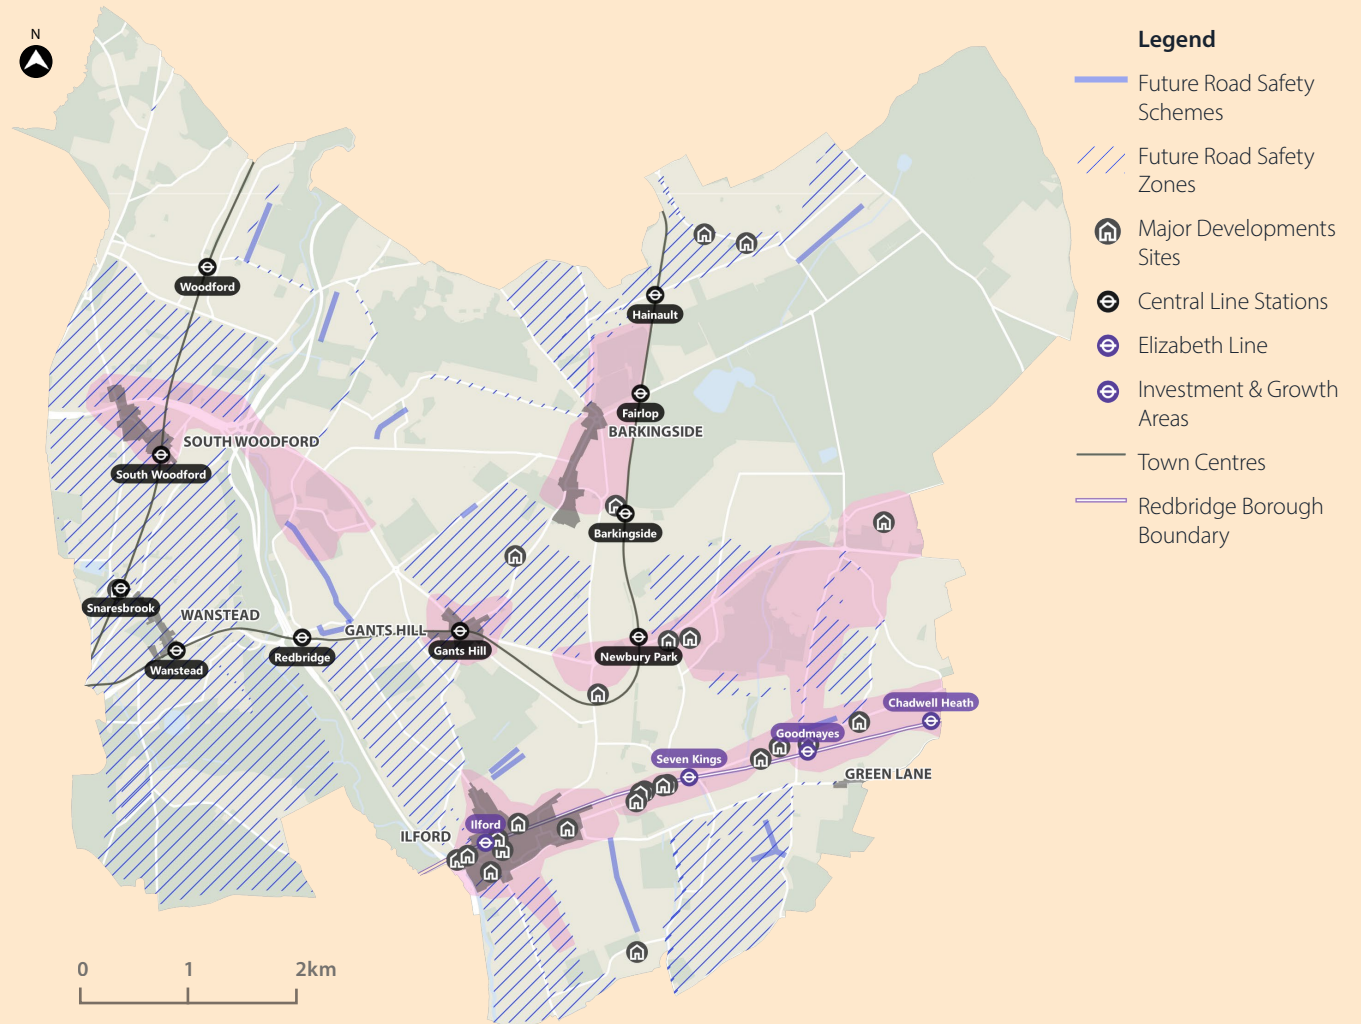 N
Legend
Future Road Safety
Schemes
Future Road Safety
Zones
Major Developments
Sites
Central Line Stations
Elizabeth Line
Investment & Growth
Areas
Town Centres
Redbridge Borough
Boundary
Woodford
Hainault
Fairlop
BARKINGSIDE
SOUTH WOODFORD
South Woodford
Barkingside
Snaresbrook
WANSTEAD
GANTS HILL
Wanstead
Redbridge
Gants Hill
Newbury Park
Chadwell Heath
Goodmayes
Seven Kings
GREEN LANE
Ilford
ILFORD
0 1 2km